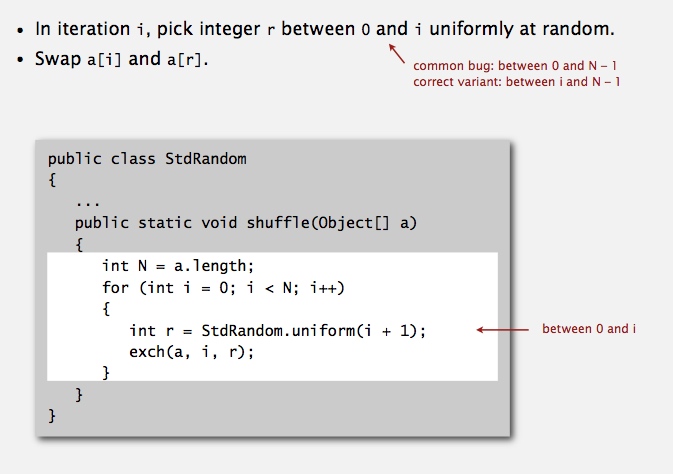 • In iteration i, pick integer r between 0 and i uniformly at random.
• Swap a[i] and a[r].
common bug: between 0 and N – 1
correct variant: between i and N – 1
public class StdRandom
{
...
public static void shuffle(Object[] a)
{
int N = a.length;
for (int i = 0; i < N; i++)
{
int r = StdRandom.uniform(i + 1);
between 0 and i
exch(a, i, r);
}
}
}